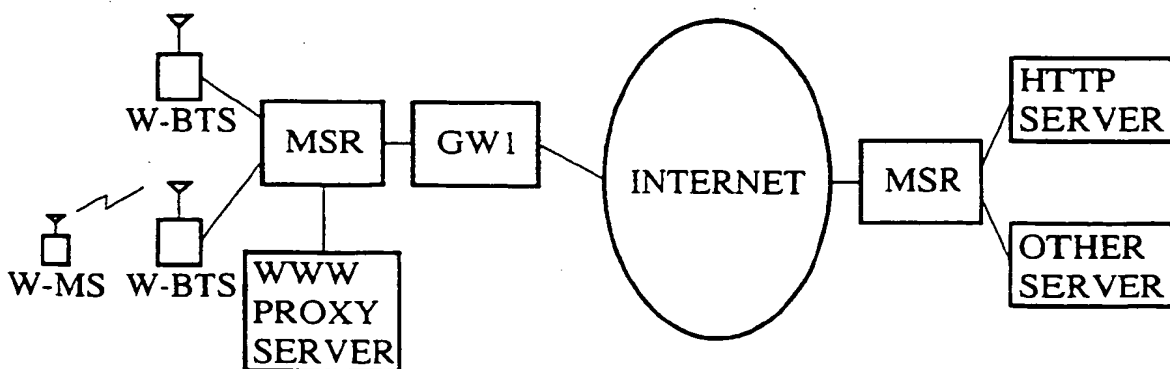 W-BTS
W-MS
W-BTS
MSR
WWW
PROXY
SERVER
GW1
INTERNET
MSR
HTTP
SERVER
OTHER
SERVER